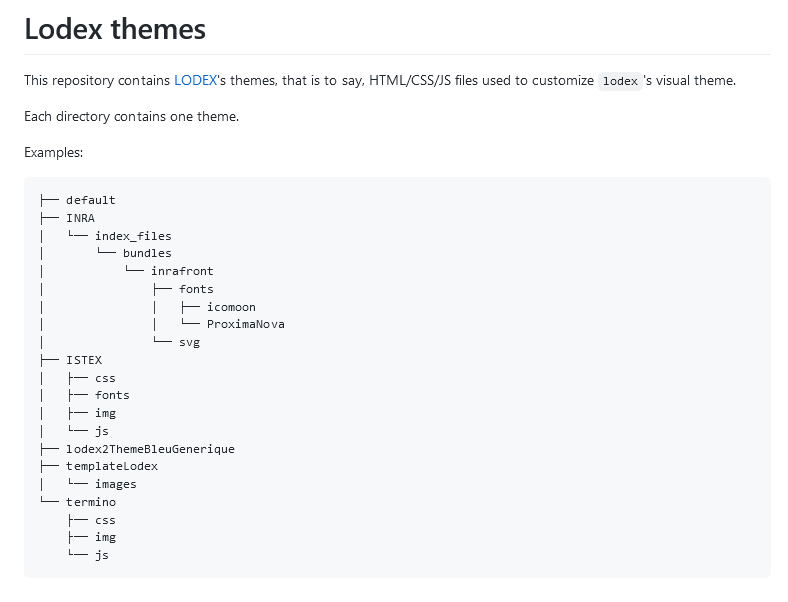 Lodex themes
This repository contains LODEX's themes, that is to say, HTML/CSS/JS files used to customize lodex's visual theme.
Each directory contains one theme.
Examples:
├── default
├── INRA
│   └── index_files
│       └── bundles
│           └── inrafront
│               ├── fonts
│               │   ├── icomoon
│               │   └── ProximaNova
│               └── svg
├── ISTEX
│   ├── css
│   ├── fonts
│   ├── img
│   └── js
├── lodex2ThemeBleuGenerique
├── templateLodex
│   └── images
└── termino
    ├── css
    ├── img
    └── js